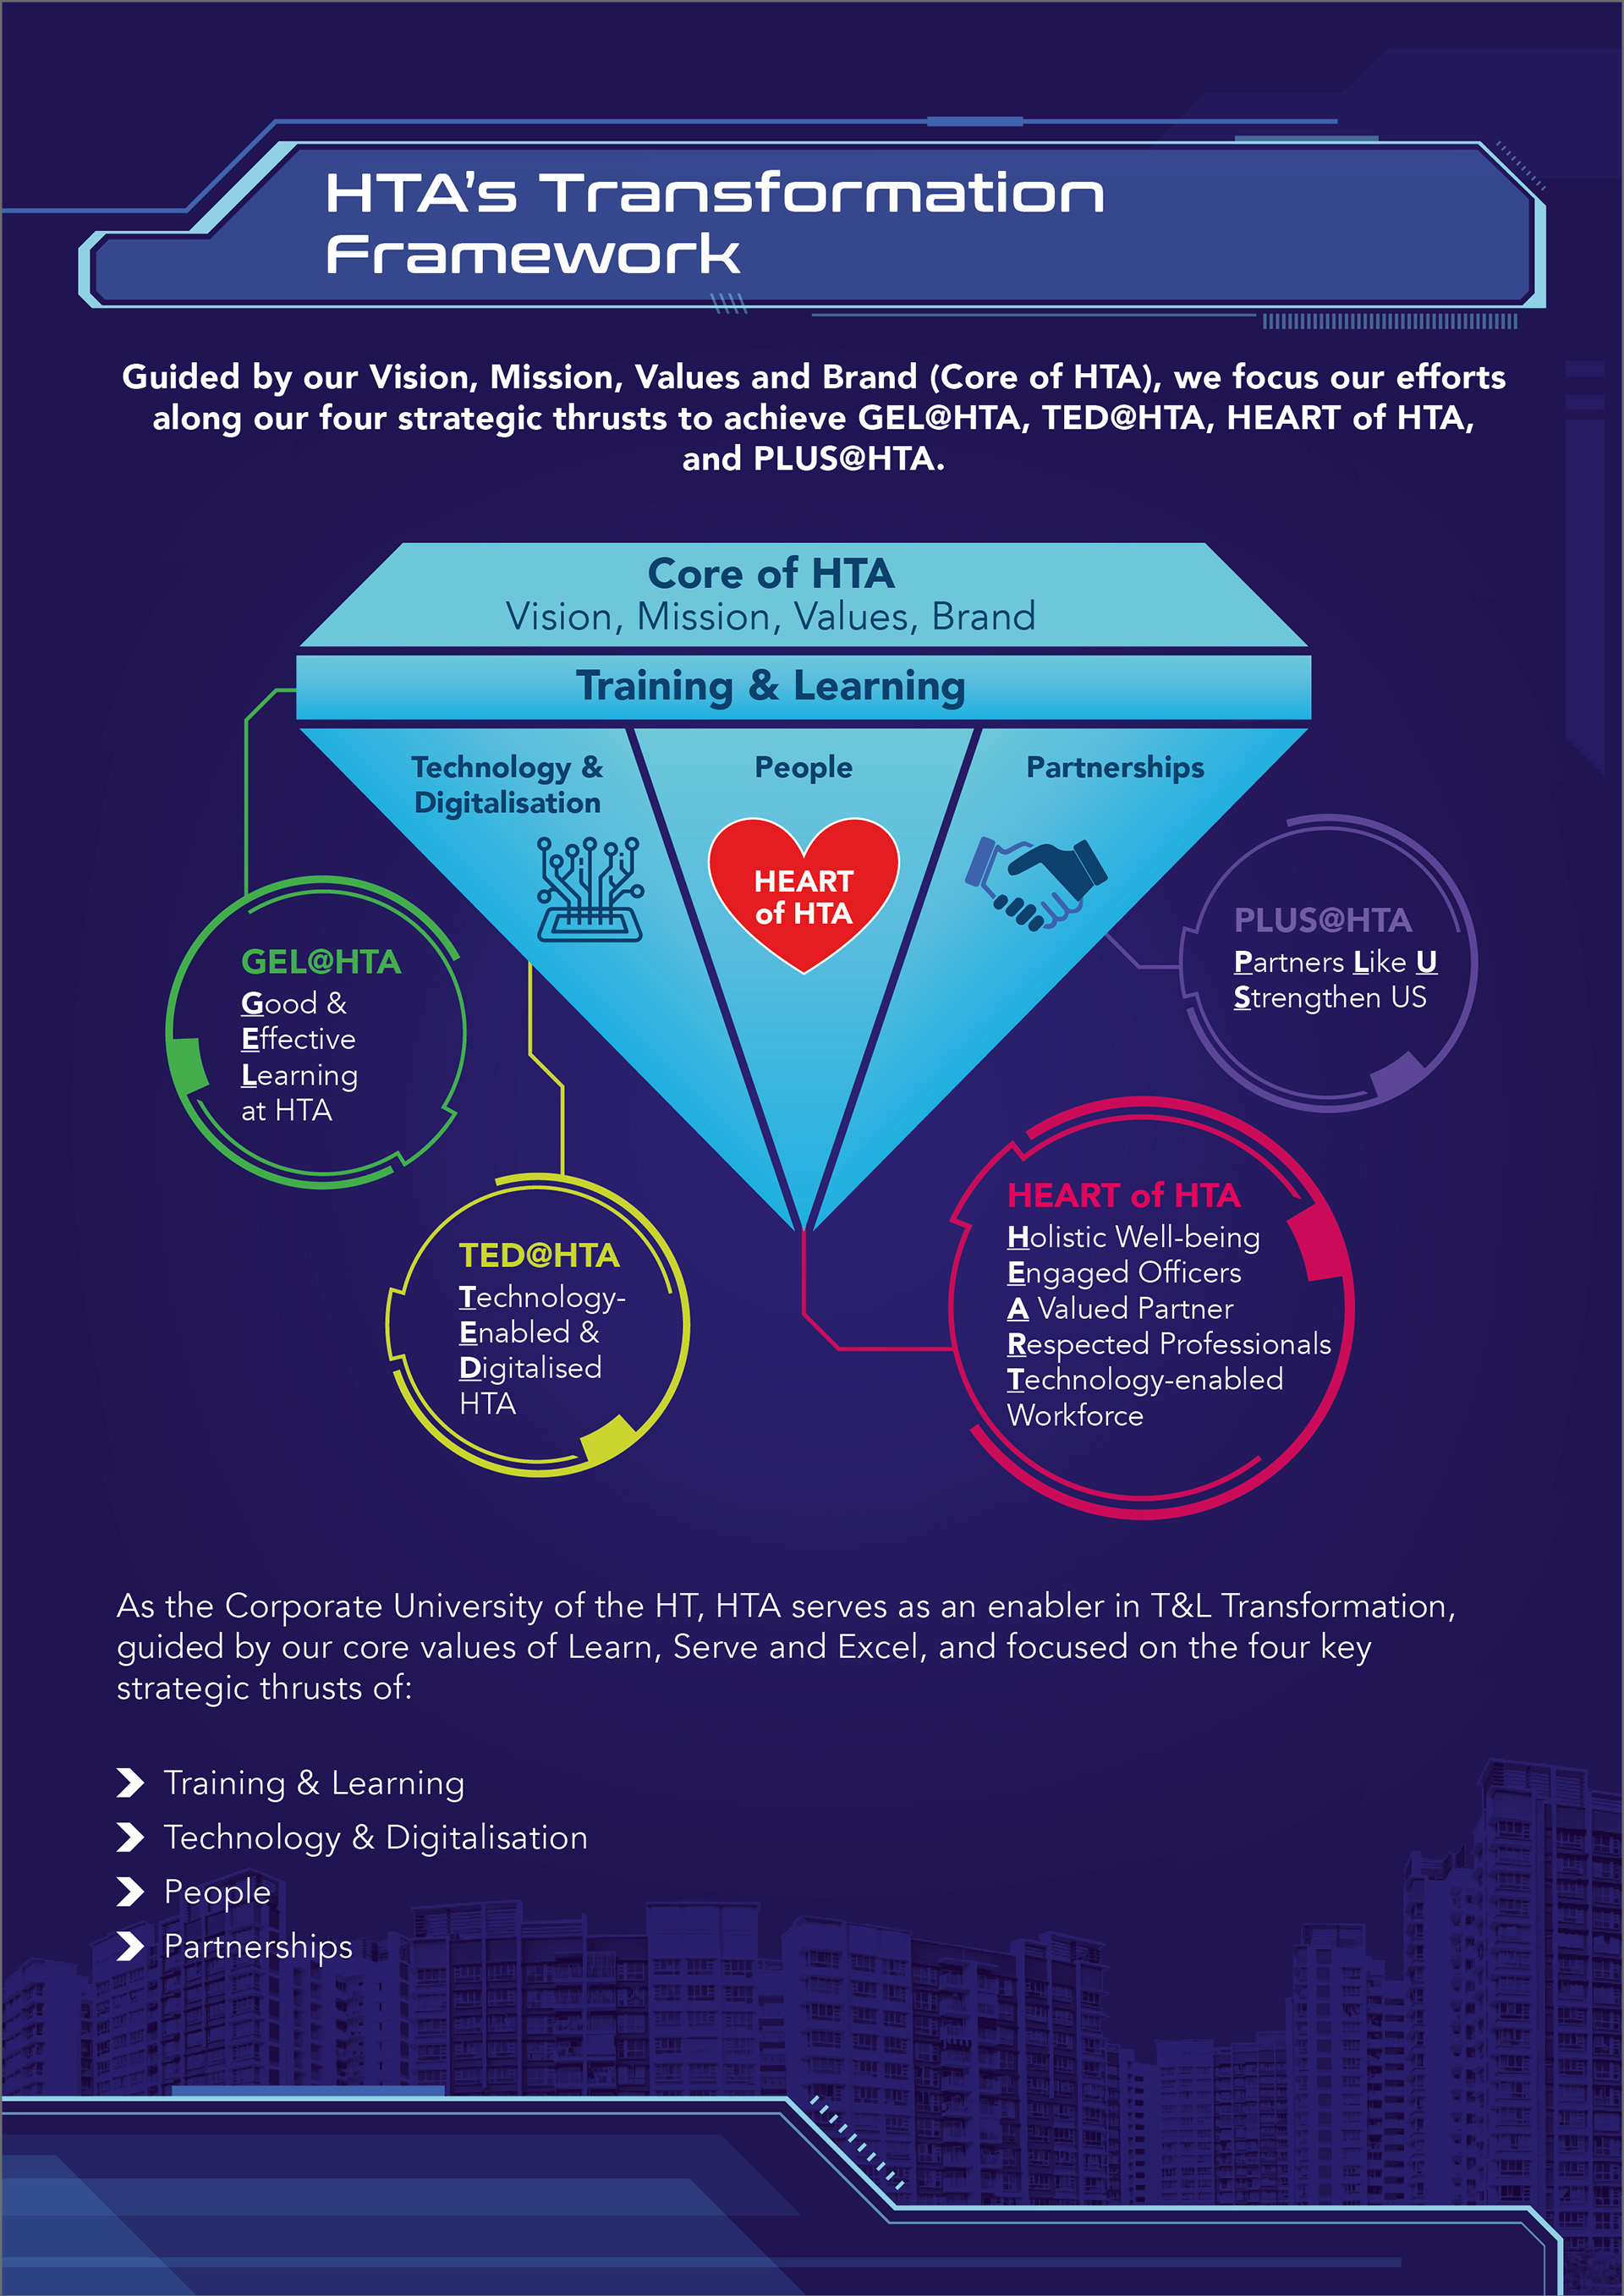 HTA's Transformation
Framework
Guided by our Vision, Mission, Values and Brand (Core of HTA), we focus our efforts
along our four strategic thrusts to achieve GEL@HTA, TED@HTA, HEART of HTA,
and PLUS@HTA.
Core of HTA
Vision, Mission, Values, Brand
Training & Learning
Technology &
Digitalisation
People
Partnerships
HEART
of HTA
GEL@HTA
Good &
Effective
Learning
at HTA
PLUS@HTA
Partners Like U
Strengthen US
TED@HTA
Technology-
Enabled &
Digitalised
HTA
HEART of HTA
Holistic Well-being
Engaged Officers
A Valued Partner
Respected Professionals
Technology-enabled
Workforce
As the Corporate University of the HT, HTA serves as an enabler in T&L Transformation,
guided by our core values of Learn, Serve and Excel, and focused on the four key
strategic thrusts of:
Training & Learning
Technology & Digitalisation
People
Partnerships